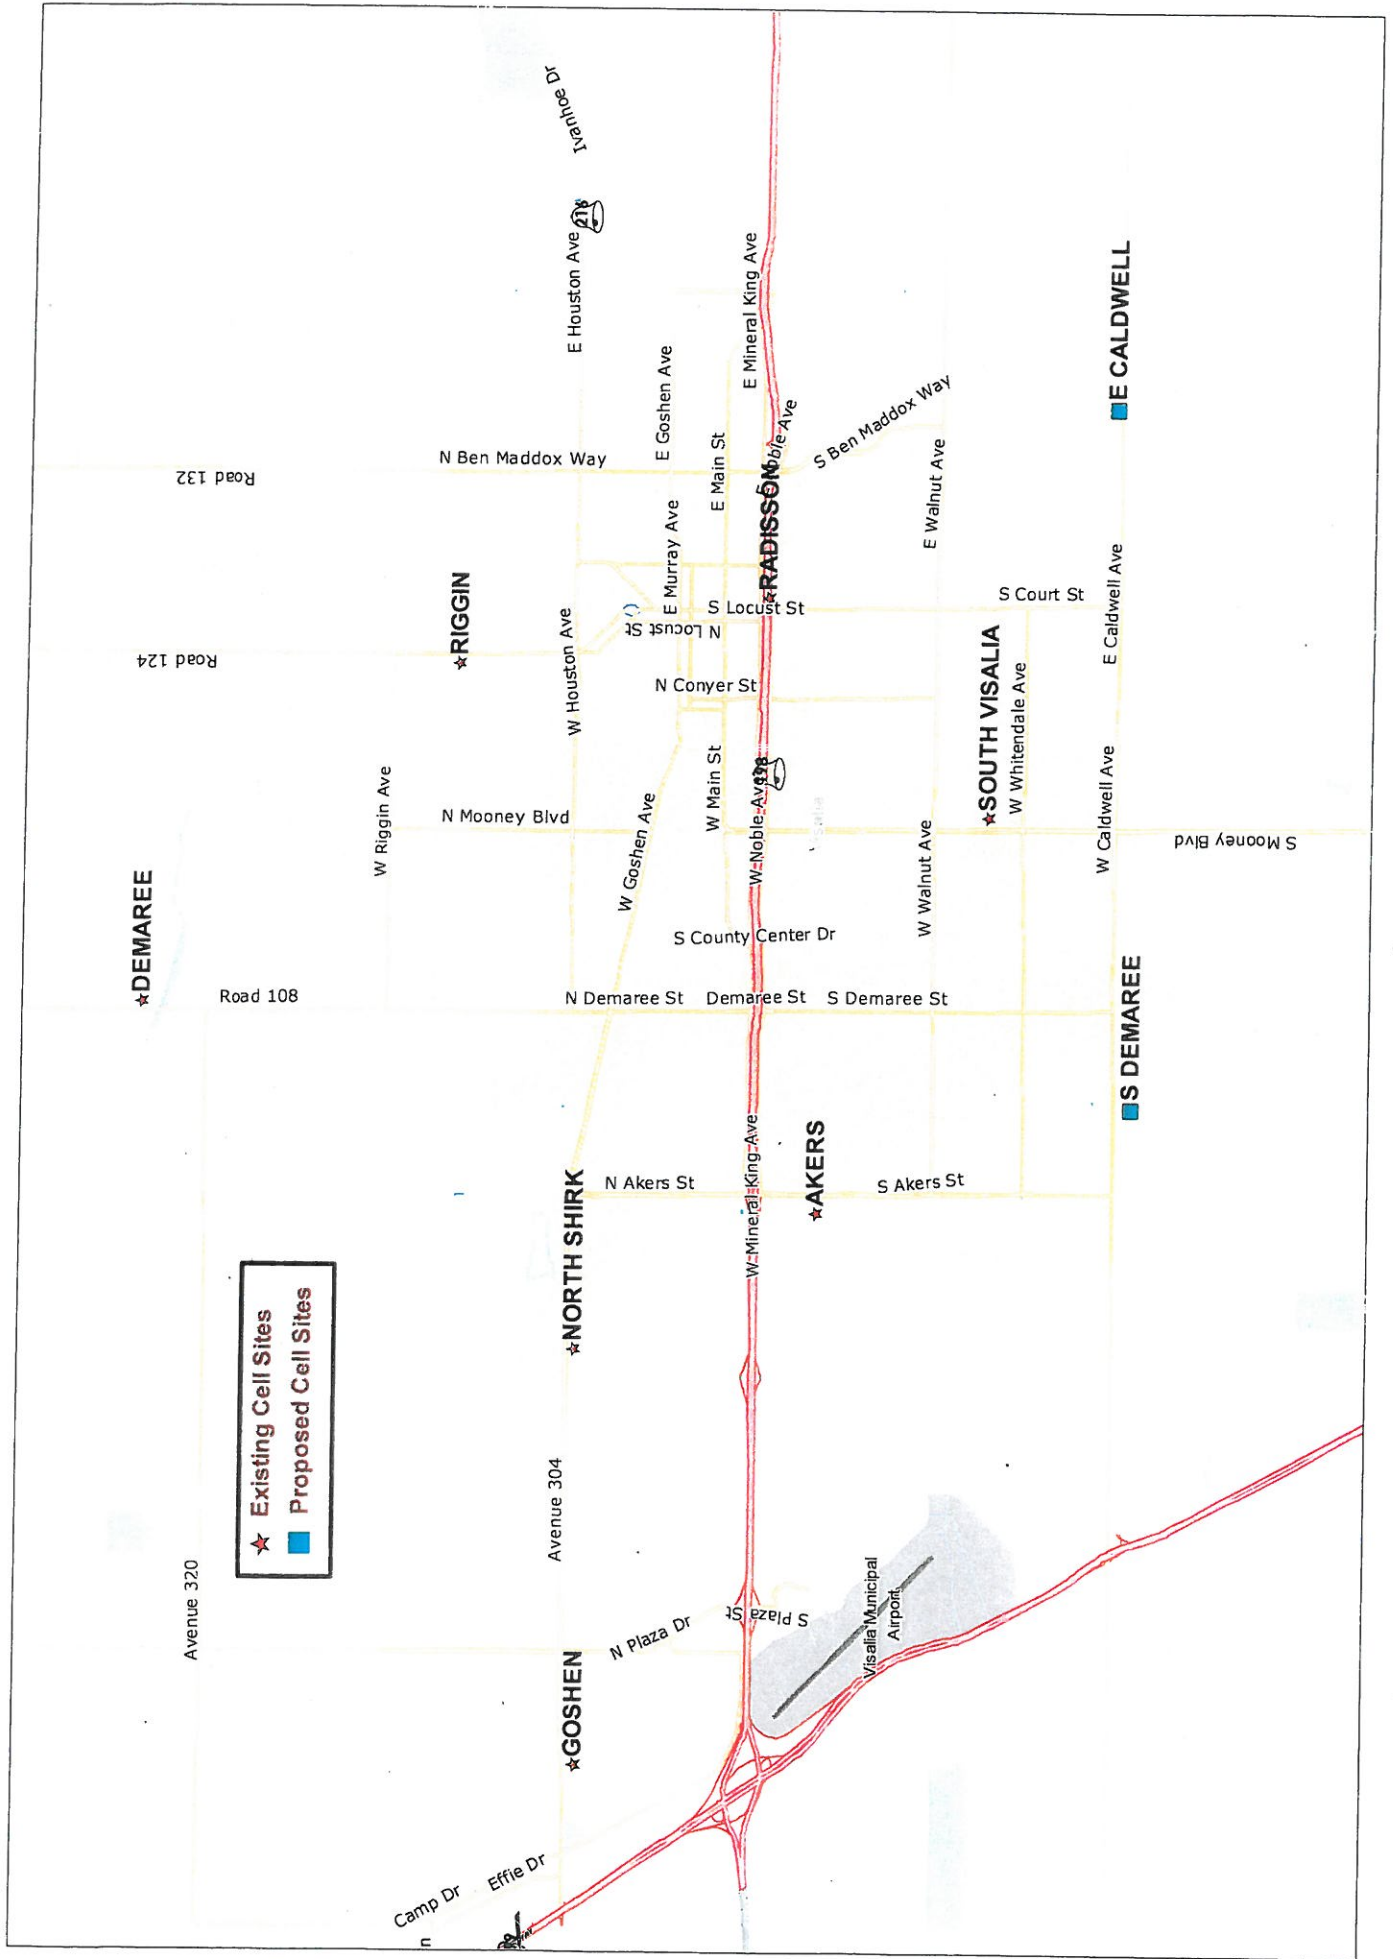 Existing Cell Sites
Proposed Cell Sites
DEMAREE
RIGGIN
NORTH SHIRK
GOSHEN
AKERS
RADISSON
SOUTH VISALIA
S DEMAREE
E CALDWELL
Avenue 320
Road 108
Road 124
Road 132
W Riggin Ave
Ivanhoe Dr
Camp Dr
Effie Dr
Avenue 304
N Mooney Blvd
N Ben Maddox Way
W Houston Ave
E Houston Ave
216
N Plaza Dr
N Akers St
N Demaree St
W Goshen Ave
E Goshen Ave
E Murray Ave
N Locust St
N Conyer St
S County Center Dr
W Main St
E Main St
S Plaza St
W Mineral King Ave
Demaree St
W Noble Ave
198
S Locust St
E Noble Ave
E Mineral King Ave
Visalia
Visalia Municipal
Airport
S Akers St
S Demaree St
W Walnut Ave
E Walnut Ave
S Ben Maddox Way
W Whitendale Ave
S Court St
W Caldwell Ave
E Caldwell Ave
S Mooney Blvd
n